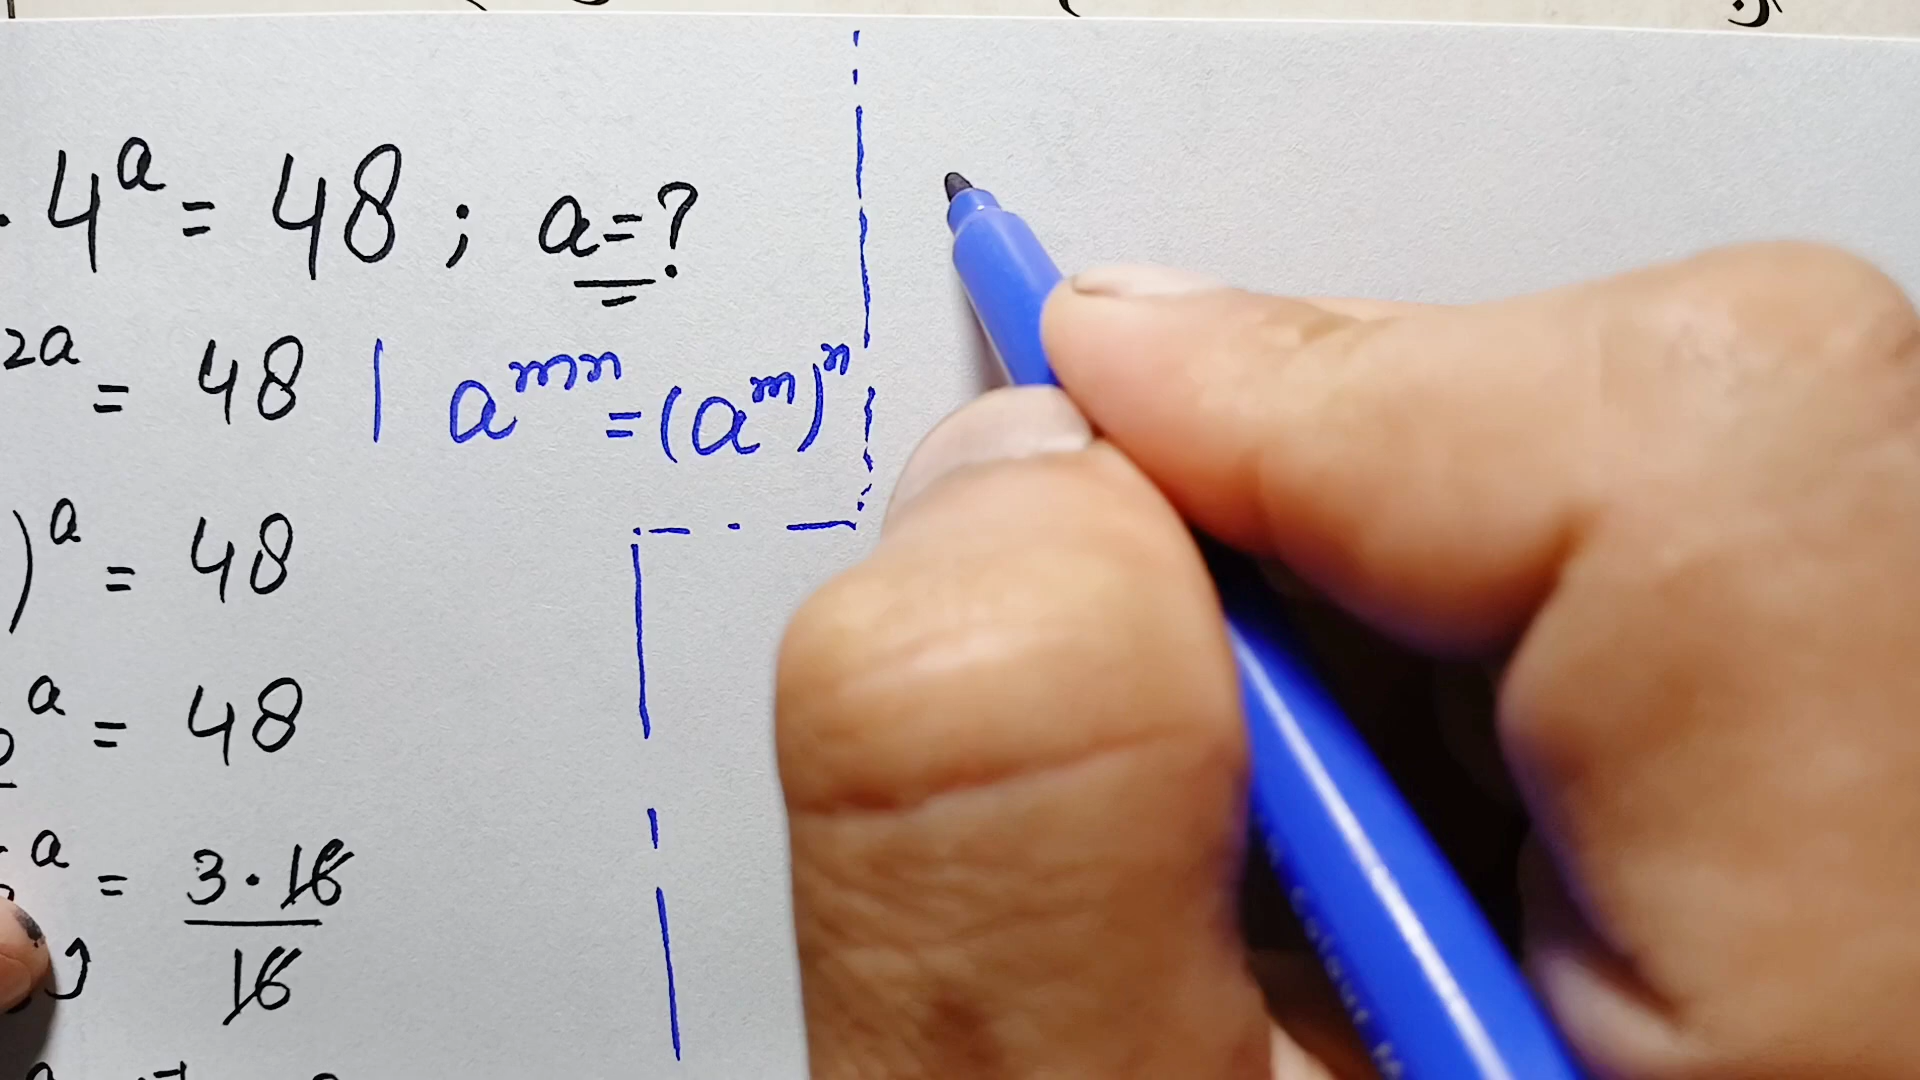 · 4^a = 48 ; a = ?
2a = 48 | a^mn = (a^m)^n
)^a = 48
^a = 48
^a = 3 · 16 / 16